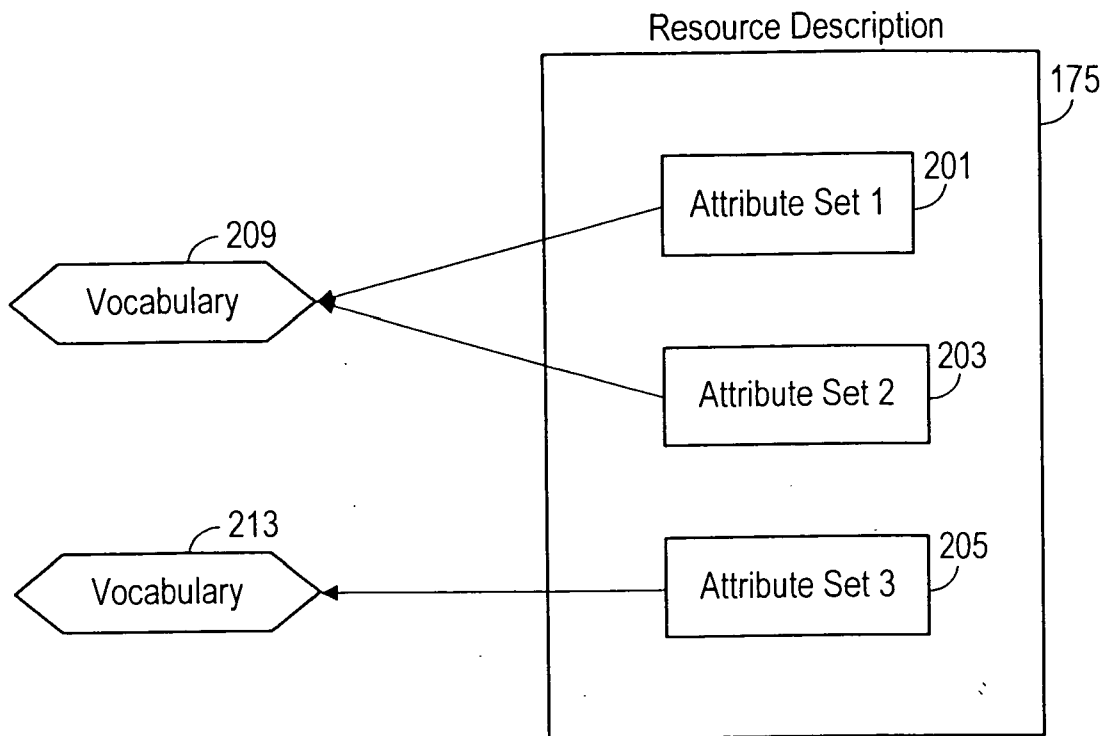 Resource Description
175
201
Attribute Set 1
209
Vocabulary
203
Attribute Set 2
213
Vocabulary
205
Attribute Set 3